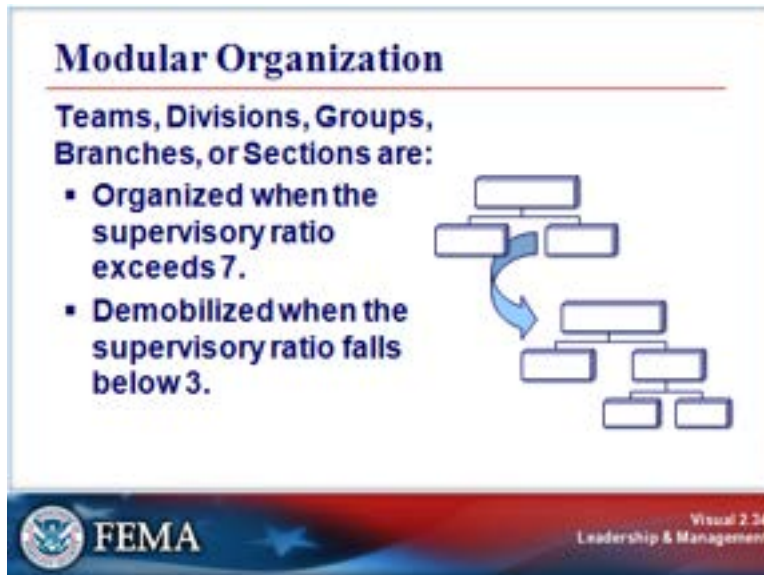 Modular Organization
Teams, Divisions, Groups,
Branches, or Sections are:
▪ Organized when the
supervisory ratio
exceeds 7.
▪ Demobilized when the
supervisory ratio falls
below 3.
FEMA
Visual
Leadership & Management